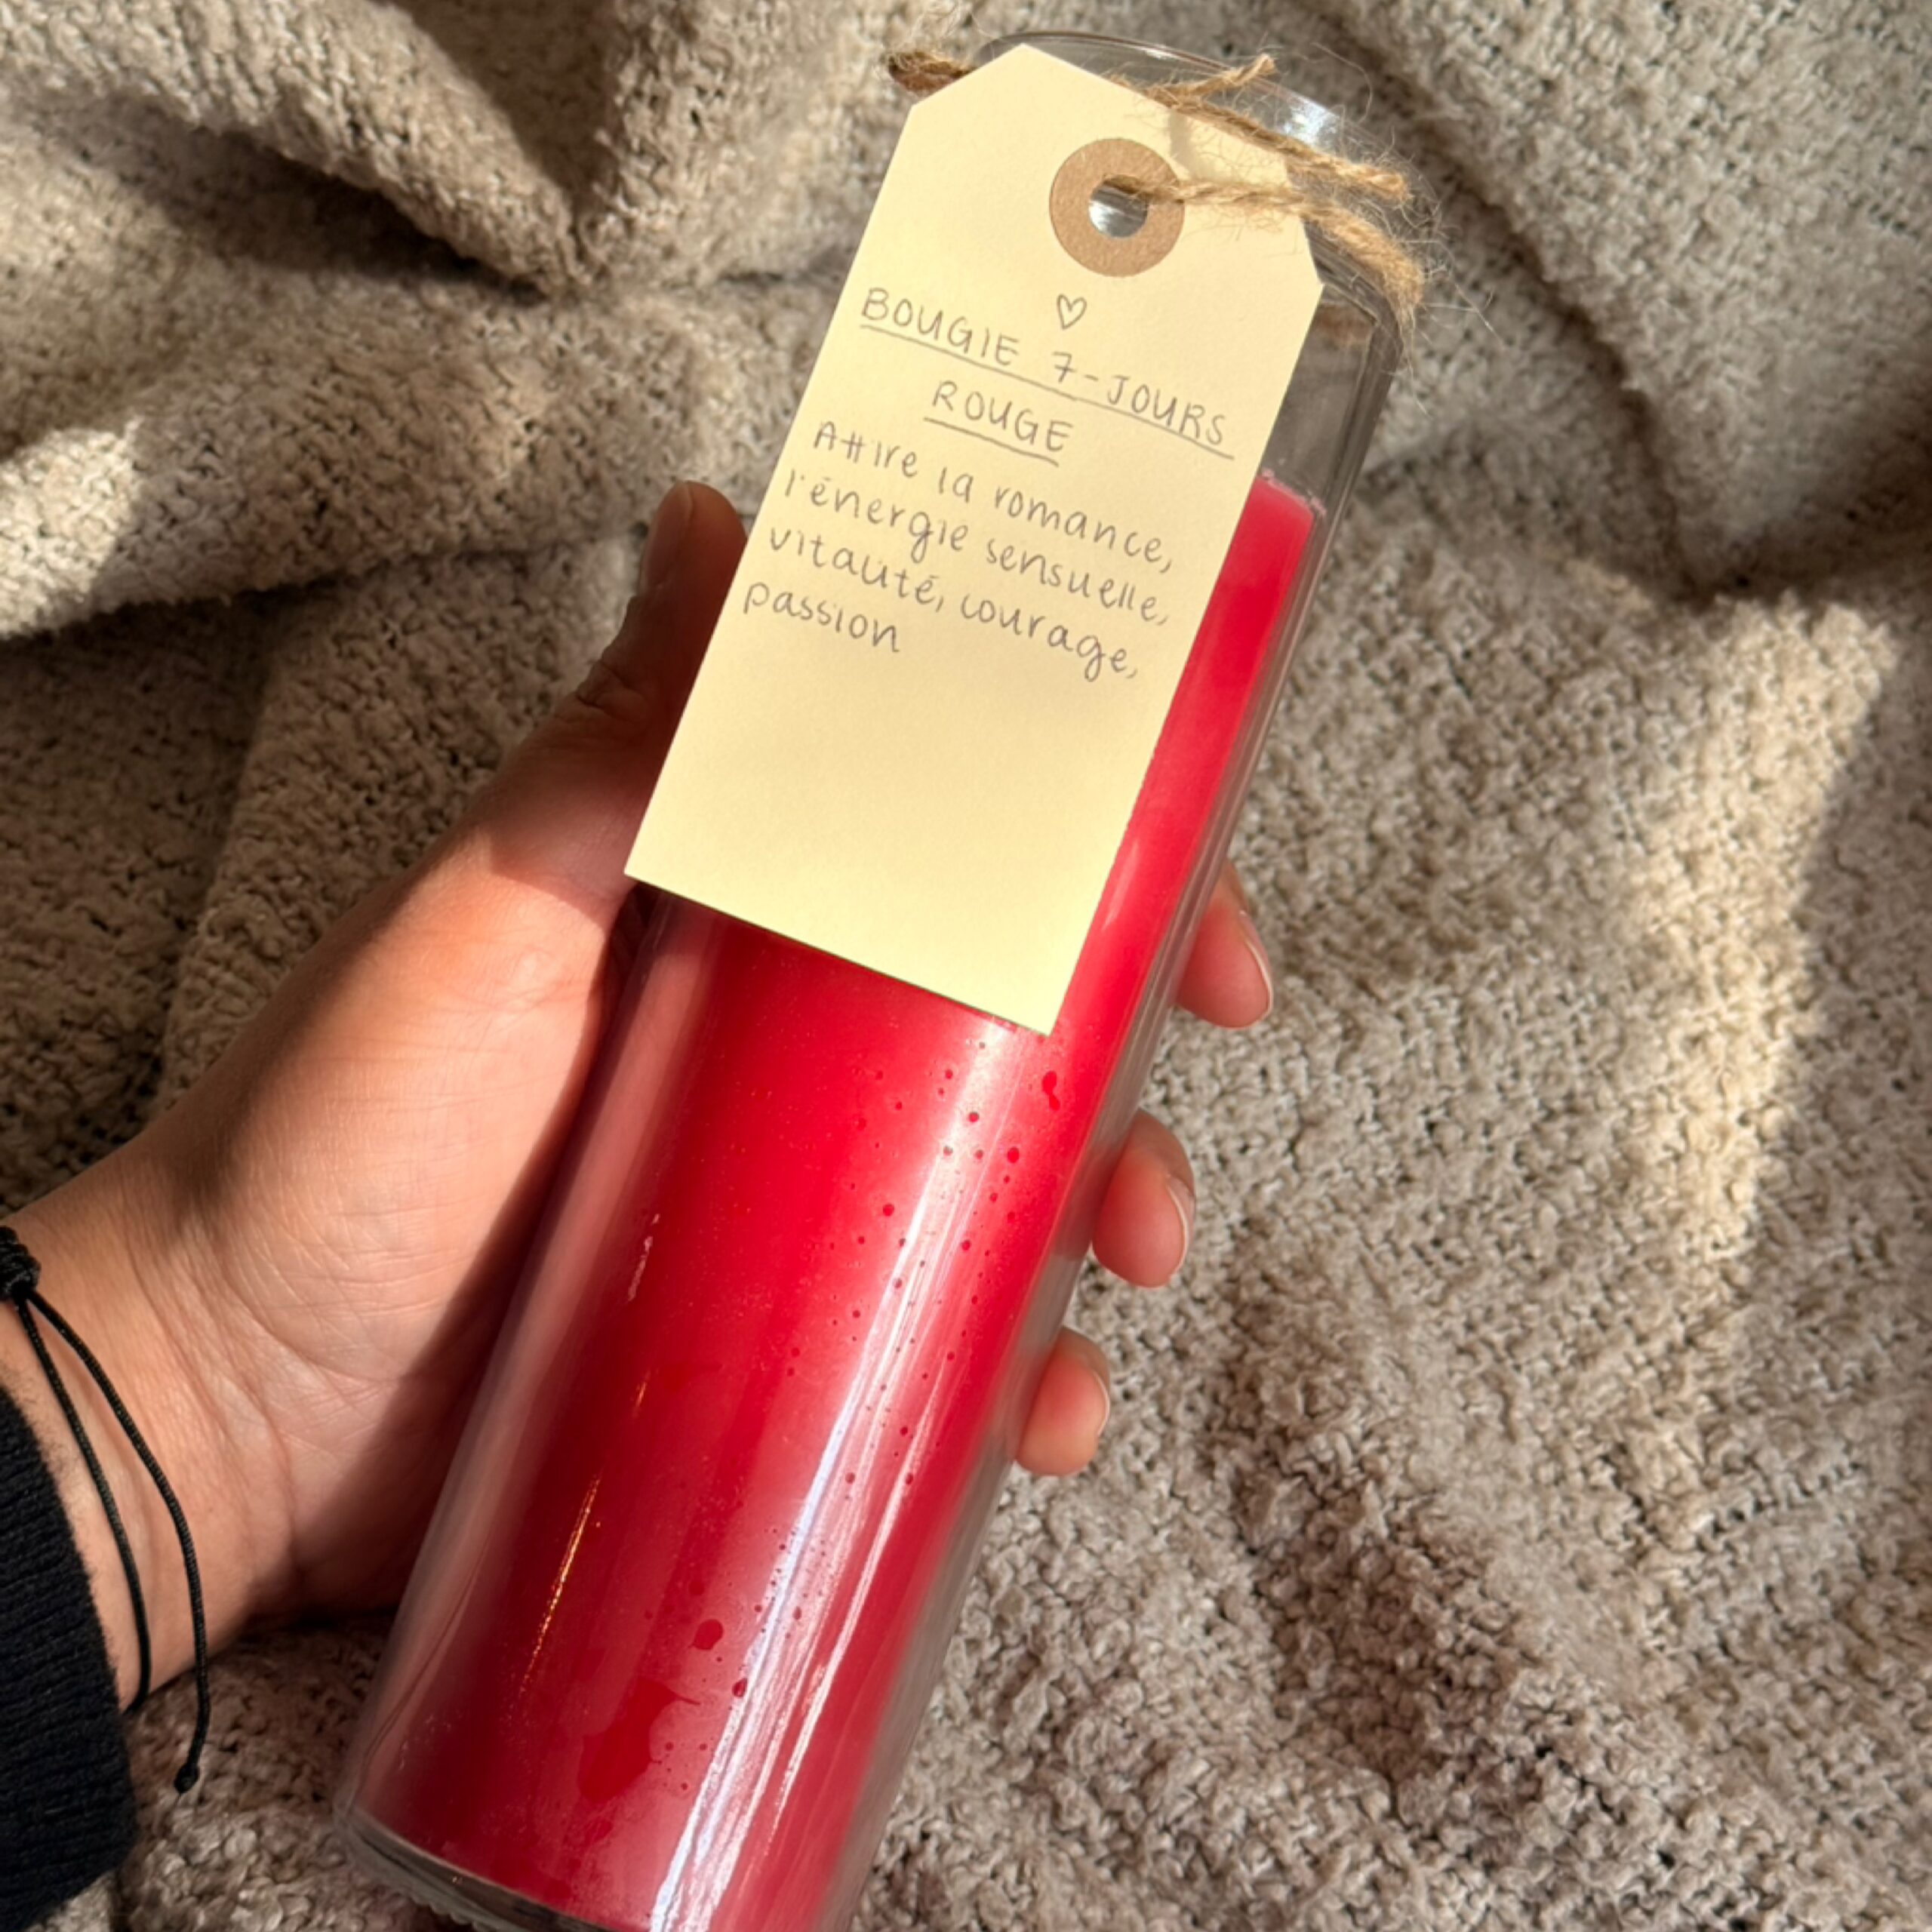 ♡
BOUGIE 7-JOURS
ROUGE
Attire la romance,
l'énergie sensuelle,
vitalité, courage,
passion